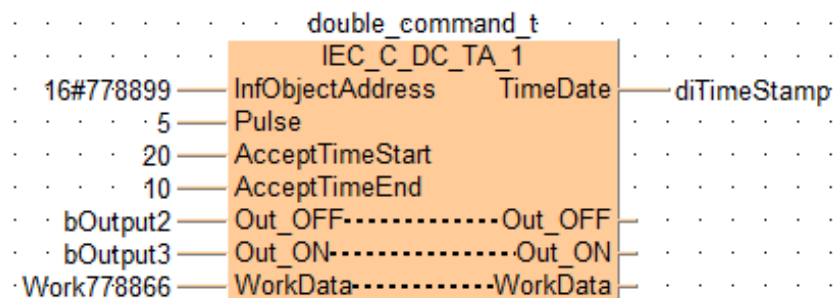 double_command_t
IEC_C_DC_TA_1
16#778899 InfObjectAddress TimeDate diTimeStamp
5 Pulse
20 AcceptTimeStart
10 AcceptTimeEnd
bOutput2 Out_OFF Out_OFF
bOutput3 Out_ON Out_ON
Work778866 WorkData WorkData